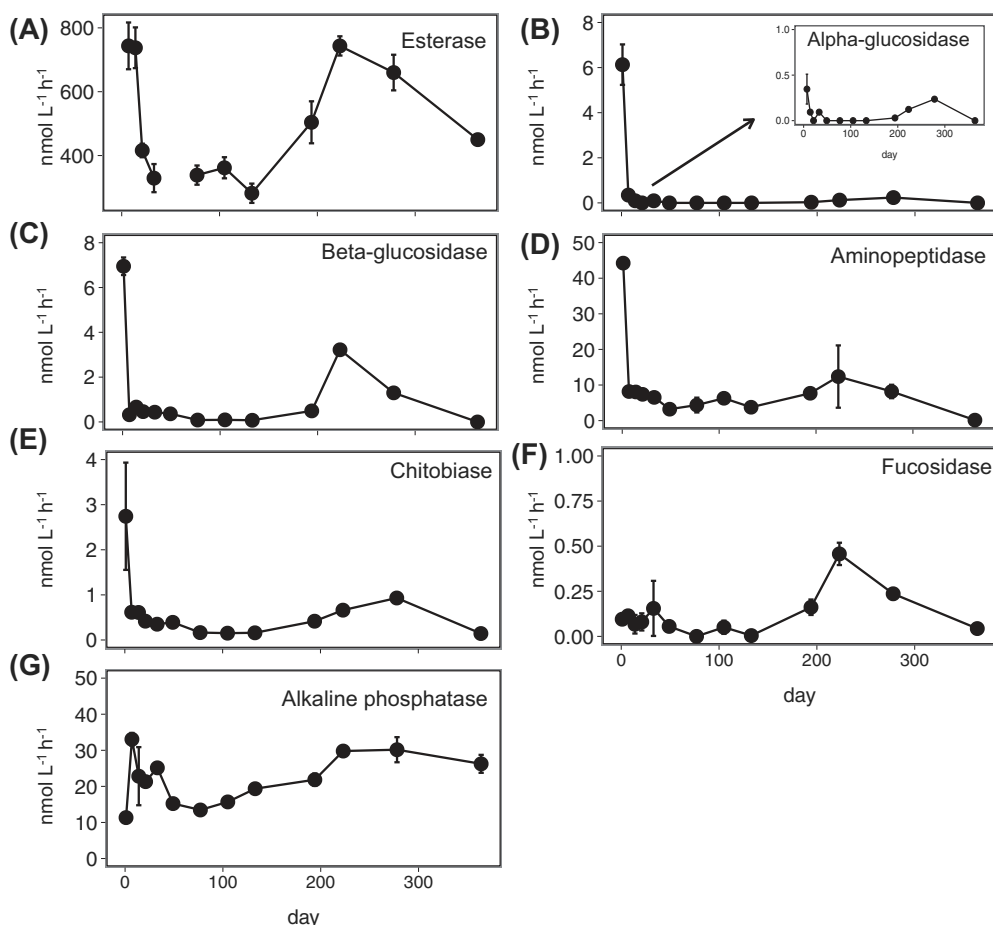 (A)
Esterase
nmol L-1 h-1
800
600
400
(B)
Alpha-glucosidase
nmol L-1 h-1
8
6
4
2
0
1.0
0.5
0.0
0 100 200 300
day
(C)
Beta-glucosidase
nmol L-1 h-1
8
6
4
2
0
(D)
Aminopeptidase
nmol L-1 h-1
50
40
30
20
10
0
(E)
Chitobiase
nmol L-1 h-1
4
3
2
1
0
(F)
Fucosidase
nmol L-1 h-1
1.00
0.75
0.50
0.25
0.00
0 100 200 300
day
(G)
Alkaline phosphatase
nmol L-1 h-1
50
40
30
20
10
0
0 100 200 300
day